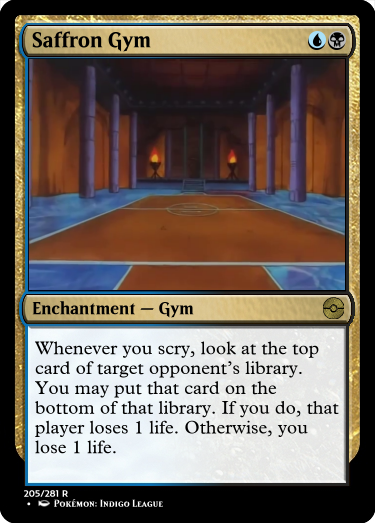 Saffron Gym
Enchantment — Gym
Whenever you scry, look at the top
card of target opponent's library.
You may put that card on the
bottom of that library. If you do, that
player loses 1 life. Otherwise, you
lose 1 life.
205/281 R
• Pokémon: Indigo League